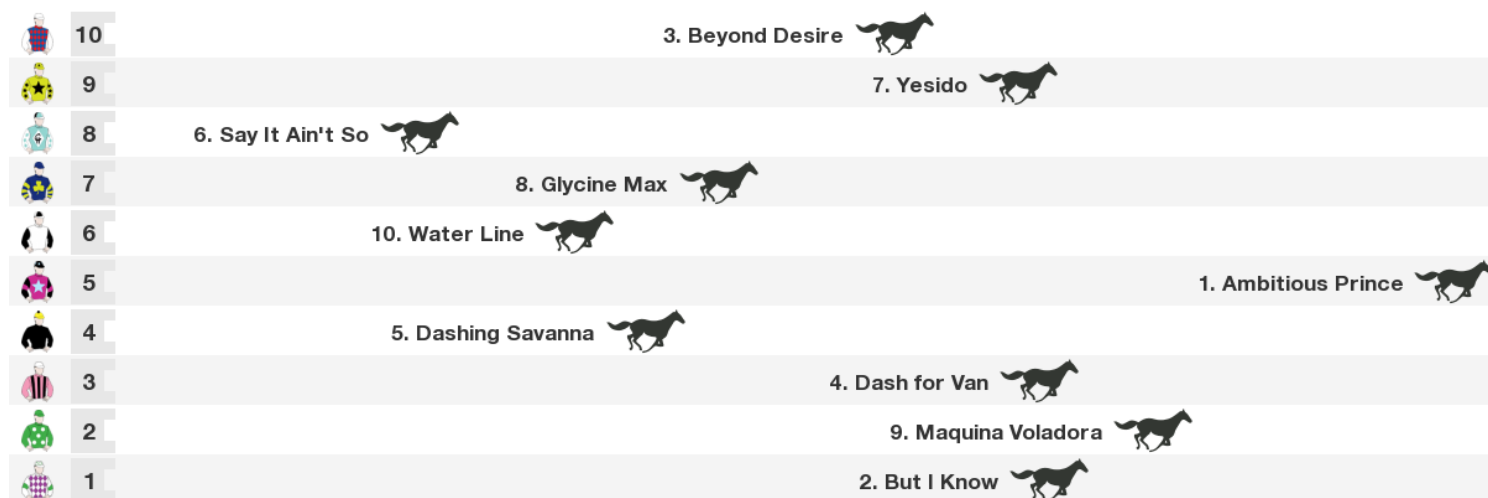 10 3. Beyond Desire
9 7. Yesido
8 6. Say It Ain't So
7 8. Glycine Max
6 10. Water Line
5 1. Ambitious Prince
4 5. Dashing Savanna
3 4. Dash for Van
2 9. Maquina Voladora
1 2. But I Know